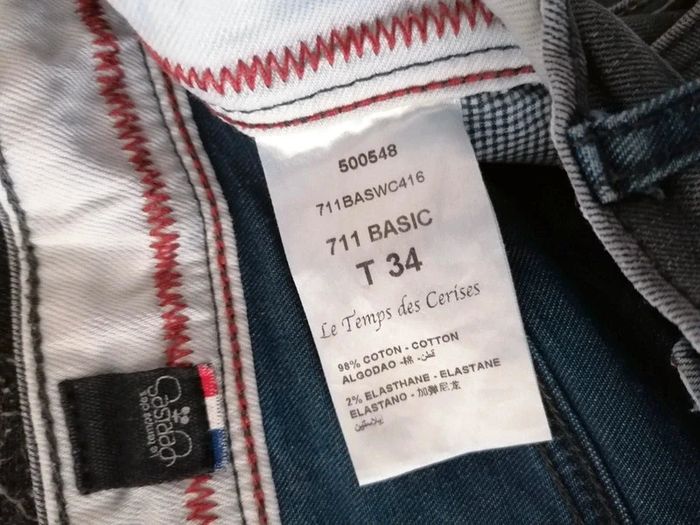 500548
711BASWC416
711 BASIC
T 34
Le Temps des Cerises
98% COTON - COTTON
ALGODAO -棉- قطن
2% ELASTHANE - ELASTANE
ELASTANO - 加弹尼龙
le temps des
cerises